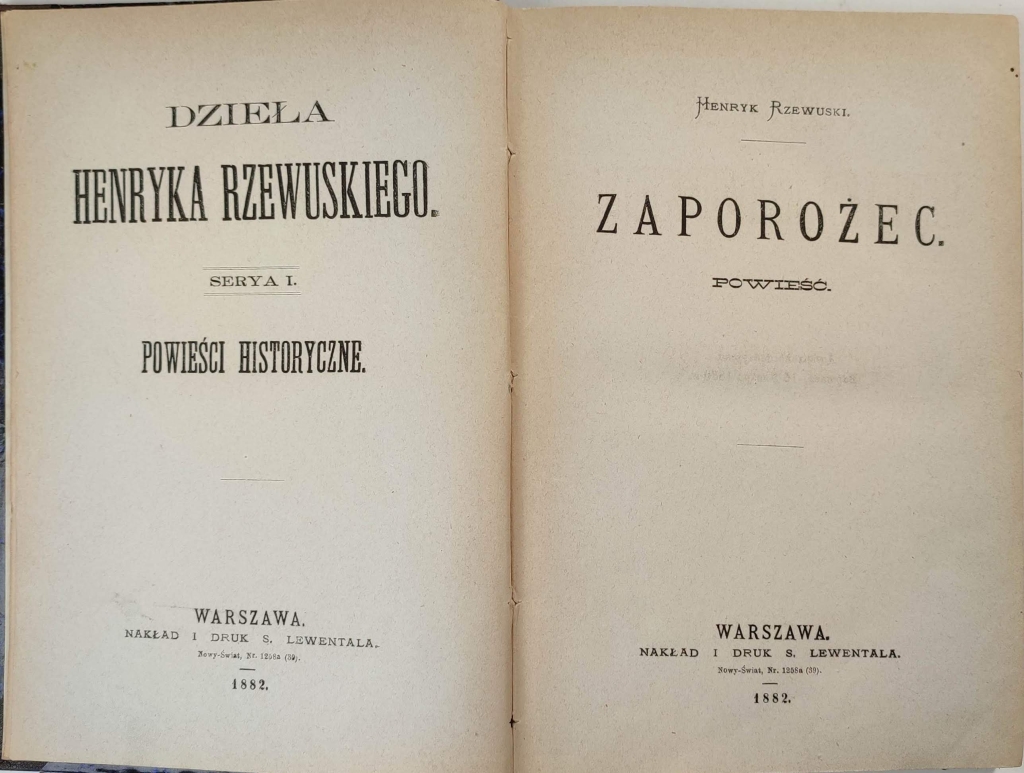 DZIEŁA
HENRYKA RZEWUSKIEGO.
SERYA I.
POWIEŚCI HISTORYCZNE.
WARSZAWA.
NAKŁAD I DRUK S. LEWENTALA.
Nowy-Świat, Nr. 1258a (39).
1882.
HENRYK RZEWUSKI.
ZAPOROŻEC.
POWIEŚĆ.
WARSZAWA.
NAKŁAD I DRUK S. LEWENTALA.
Nowy-Świat, Nr. 1258a (39).
1882.